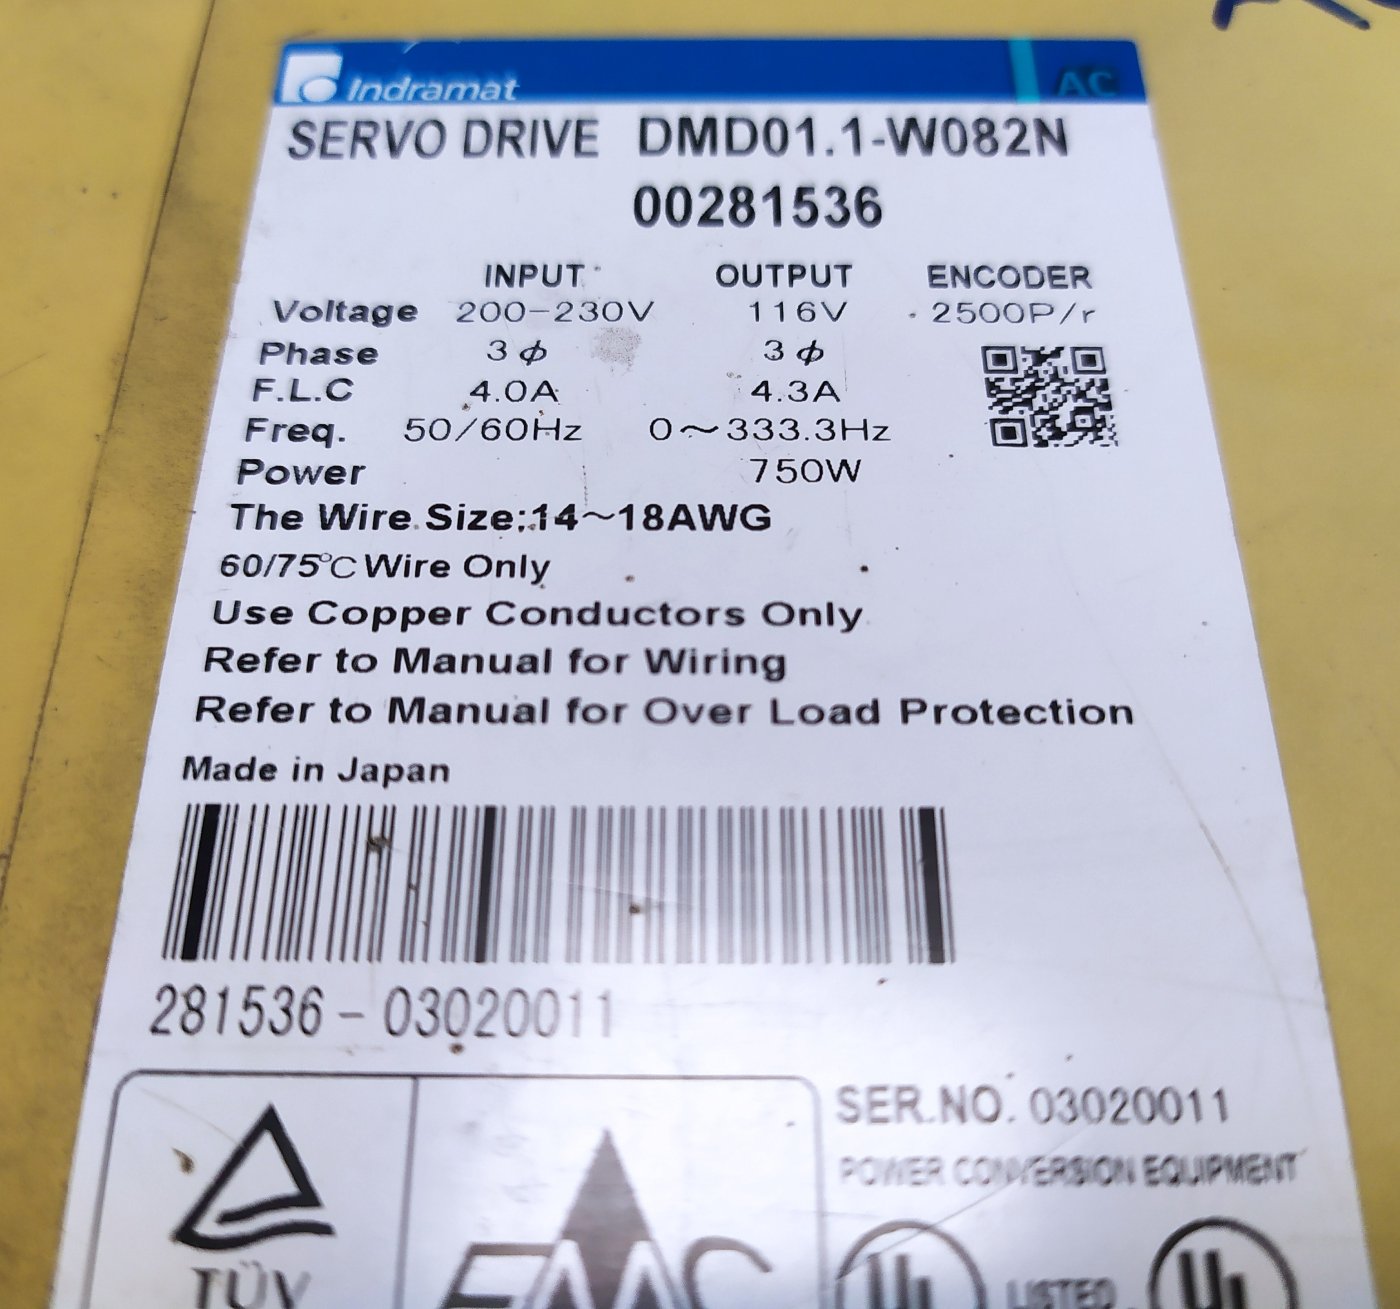 Indramat AC
SERVO DRIVE DMD01.1-W082N
00281536
INPUT OUTPUT ENCODER
Voltage 200-230V 116V 2500P/r
Phase 3ϕ 3ϕ
F.L.C 4.0A 4.3A
Freq. 50/60Hz 0~333.3Hz
Power 750W
The Wire Size:14~18AWG
60/75°C Wire Only
Use Copper Conductors Only
Refer to Manual for Wiring
Refer to Manual for Over Load Protection
Made in Japan
281536-03020011
SER.NO. 03020011
POWER CONVERSION EQUIPMENT
TÜV EMC UL LISTED UL